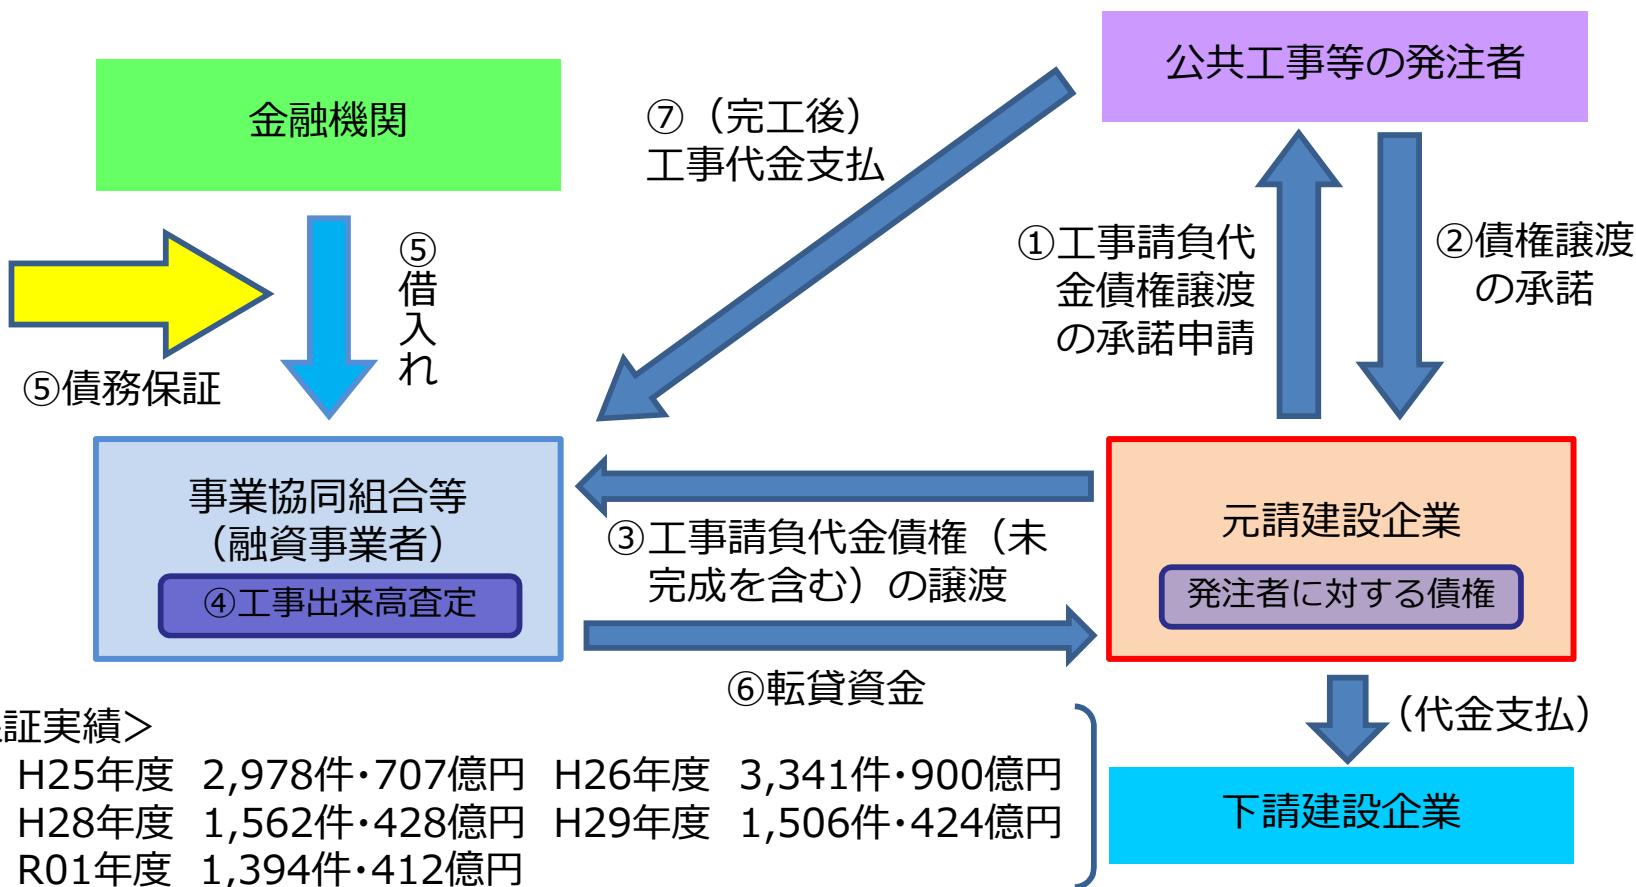 公共工事等の発注者
金融機関
⑦（完工後）
工事代金支払
①工事請負代
金債権譲渡
の承諾申請
②債権譲渡
の承諾
⑤借入れ
⑤債務保証
事業協同組合等
（融資事業者）
④工事出来高査定
③工事請負代金債権（未
完成を含む）の譲渡
元請建設企業
発注者に対する債権
⑥転貸資金
（代金支払）
証実績＞
H25年度 2,978件・707億円 H26年度 3,341件・900億円
H28年度 1,562件・428億円 H29年度 1,506件・424億円
R01年度 1,394件・412億円
下請建設企業